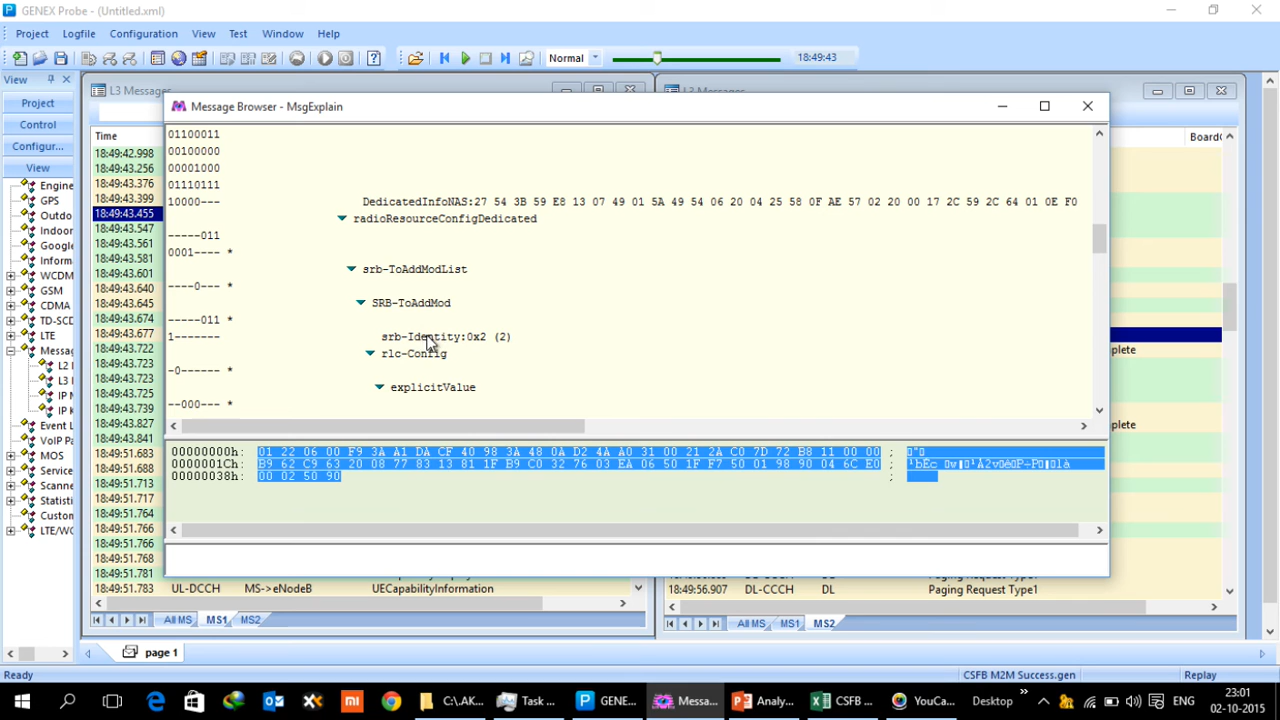 GENEX Probe - (Untitled.xml)
Project Logfile Configuration View Test Window Help
Normal 18:49:43
View
Project
Control
Configur...
View
Engine
GPS
Outdo
Indoor
Google
Inform
WCDM
GSM
CDMA
TD-SCD
LTE
Messag
L2
L3
IP M
IP K
Event L
VoIP Pa
MOS
Service
Scanne
Statisti
Custom
LTE/WC
L3 Messages
Time
18:49:42.998
18:49:43.256
18:49:43.376
18:49:43.399
18:49:43.455
18:49:43.547
18:49:43.561
18:49:43.581
18:49:43.601
18:49:43.645
18:49:43.674
18:49:43.677
18:49:43.722
18:49:43.723
18:49:43.725
18:49:43.739
18:49:43.827
18:49:43.841
18:49:51.683
18:49:51.688
18:49:51.713
18:49:51.717
18:49:51.766
18:49:51.766
18:49:51.768
18:49:51.781
18:49:51.783 UL-DCCH MS->eNodeB UECapabilityInformation
All MS MS1 MS2
Message Browser - MsgExplain
01100011
00100000
00001000
01110111
10000--- DedicatedInfoNAS:27 54 3B 59 E8 13 07 49 01 5A 49 54 06 20 04 25 58 0F AE 57 02 20 00 17 2C 59 2C 64 01 0E F0
radioResourceConfigDedicated
-----011
0001---- *
srb-ToAddModList
----0--- *
SRB-ToAddMod
-----011 *
1------- srb-Identity:0x2 (2)
rlc-Config
-0------ *
explicitValue
--000--- *
00000000h: 01 22 06 00 F9 3A A1 DA CF 40 98 3A 48 0A D2 4A A0 31 00 21 2A C0 7D 72 B8 11 00 00 ;
0000001Ch: B9 62 C9 63 20 08 77 83 13 81 1F B9 C0 32 76 03 EA 06 50 1F F7 50 01 98 90 04 6C E0
00000038h: 00 02 50 90 ;
BoardC
plete
plete
18:49:56.907 DL-CCCH DL Paging Request Type1
Paging Request Type1
All MS MS1 MS2
page 1
Ready CSFB M2M Success.gen Replay
C:\.AK... Task ... GENE... Messa... Analy... CSFB ... YouCa... Desktop ENG 23:01
02-10-2015